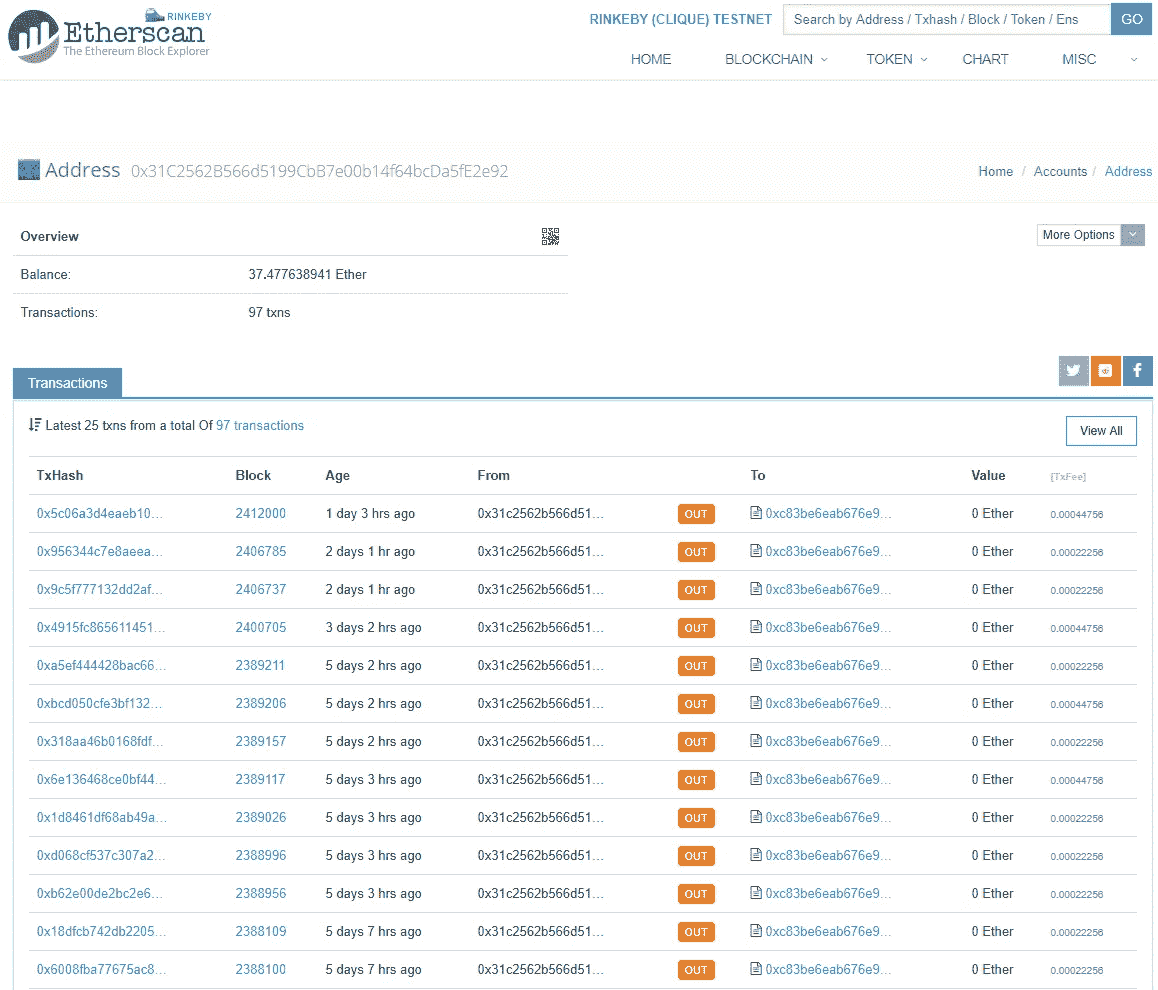 RINKEBY
Etherscan
The Ethereum Block Explorer
RINKEBY (CLIQUE) TESTNET Search by Address / Txhash / Block / Token / Ens GO
HOME BLOCKCHAIN TOKEN CHART MISC
Address 0x31C2562B566d5199CbB7e00b14f64bcDa5fE2e92 Home / Accounts / Address
Overview More Options
Balance: 37.477638941 Ether
Transactions: 97 txns
Transactions
Latest 25 txns from a total Of 97 transactions View All
TxHash Block Age From To Value [TxFee]
0x5c06a3d4eaeb10... 2412000 1 day 3 hrs ago 0x31c2562b566d51... OUT 0xc83be6eab676e9... 0 Ether 0.00044756
0x956344c7e8aeea... 2406785 2 days 1 hr ago 0x31c2562b566d51... OUT 0xc83be6eab676e9... 0 Ether 0.00022256
0x9c5f777132dd2af... 2406737 2 days 1 hr ago 0x31c2562b566d51... OUT 0xc83be6eab676e9... 0 Ether 0.00022256
0x4915fc865611451... 2400705 3 days 2 hrs ago 0x31c2562b566d51... OUT 0xc83be6eab676e9... 0 Ether 0.00044756
0xa5ef444428bac66... 2389211 5 days 2 hrs ago 0x31c2562b566d51... OUT 0xc83be6eab676e9... 0 Ether 0.00022256
0xbcd050cfe3bf132... 2389206 5 days 2 hrs ago 0x31c2562b566d51... OUT 0xc83be6eab676e9... 0 Ether 0.00044756
0x318aa46b0168fdf... 2389157 5 days 2 hrs ago 0x31c2562b566d51... OUT 0xc83be6eab676e9... 0 Ether 0.00022256
0x6e136468ce0bf44... 2389117 5 days 3 hrs ago 0x31c2562b566d51... OUT 0xc83be6eab676e9... 0 Ether 0.00044756
0x1d8461df68ab49a... 2389026 5 days 3 hrs ago 0x31c2562b566d51... OUT 0xc83be6eab676e9... 0 Ether 0.00022256
0xd068cf537c307a2... 2388996 5 days 3 hrs ago 0x31c2562b566d51... OUT 0xc83be6eab676e9... 0 Ether 0.00022256
0xb62e00de2bc2e6... 2388956 5 days 3 hrs ago 0x31c2562b566d51... OUT 0xc83be6eab676e9... 0 Ether 0.00022256
0x18dfcb742db2205... 2388109 5 days 7 hrs ago 0x31c2562b566d51... OUT 0xc83be6eab676e9... 0 Ether 0.00022256
0x6008fba77675ac8... 2388100 5 days 7 hrs ago 0x31c2562b566d51... OUT 0xc83be6eab676e9... 0 Ether 0.00022256